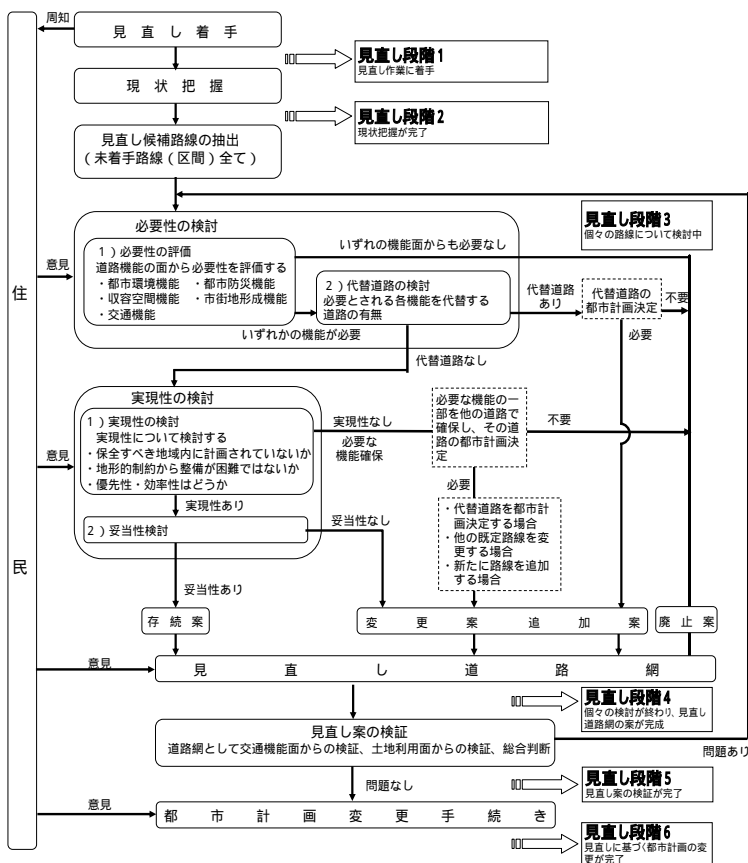 周知
見直し着手
見直し段階1
見直し作業に着手
現状把握
見直し段階2
現状把握が完了
見直し候補路線の抽出
(未着手路線(区間)全て)
必要性の検討
見直し段階3
個々の路線について検討中
1)必要性の評価
道路機能の面から必要性を評価する
・都市環境機能 ・都市防災機能
・収容空間機能 ・市街地形成機能
・交通機能
いずれの機能面からも必要なし
意見
住
民
2)代替道路の検討
必要とされる各機能を代替する
道路の有無
代替道路
あり
代替道路の
都市計画決定
不要
いずれかの機能が必要
必要
代替道路なし
実現性の検討
1)実現性の検討
実現性について検討する
・保全すべき地域内に計画されていないか
・地形的制約から整備が困難ではないか
・優先性・効率性はどうか
実現性なし
必要な
機能確保
必要な機能の一
部を他の道路で
確保し、その道
路の都市計画決
定
不要
意見
実現性あり
必要
2)妥当性検討
妥当性なし
・代替道路を都市計
画決定する場合
・他の既定路線を変
更する場合
・新たに路線を追加
する場合
妥当性あり
存続案
変更案 追加案
廃止案
意見
見直し道路網
見直し段階4
個々の検討が終わり、見直し
道路網の案が完成
見直し案の検証
道路網として交通機能面からの検証、土地利用面からの検証、総合判断
問題あり
問題なし
見直し段階5
見直し案の検証が完了
意見
都市計画変更手続き
見直し段階6
見直しに基づく都市計画の変
更が完了